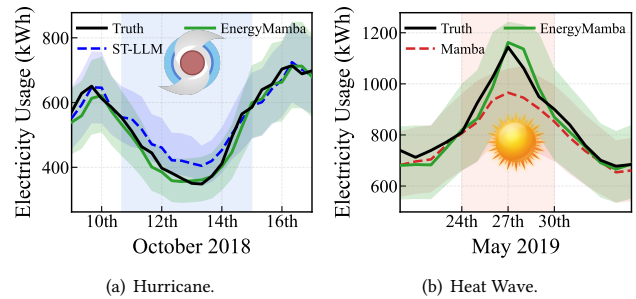 Electricity Usage (kWh)
800
600
400
Truth
EnergyMamba
ST-LLM
10th
12th
14th
16th
October 2018
(a) Hurricane.
Electricity Usage (kWh)
1200
1000
800
600
Truth
EnergyMamba
Mamba
24th
27th
30th
May 2019
(b) Heat Wave.